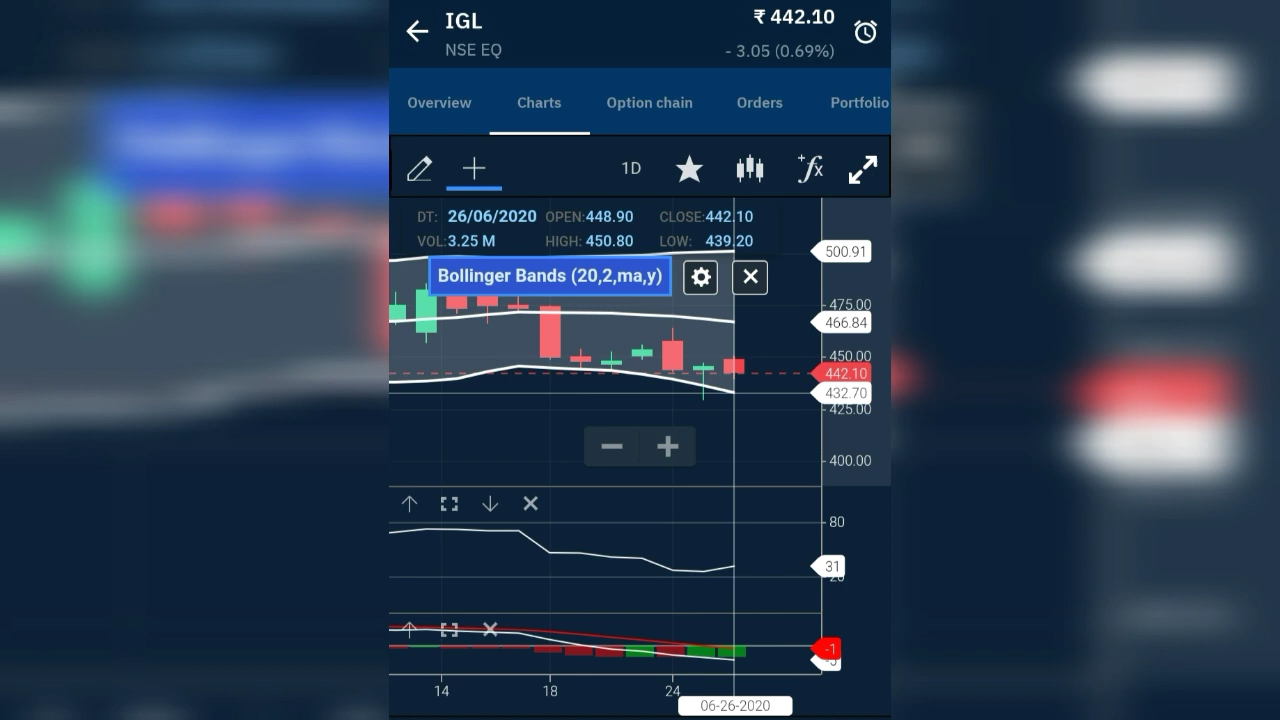 IGL
₹ 442.10
NSE EQ
- 3.05 (0.69%)
Overview Charts Option chain Orders Portfolio
1D
DT: 26/06/2020 OPEN:448.90 CLOSE:442.10
VOL:3.25 M HIGH: 450.80 LOW: 439.20
500.91
Bollinger Bands (20,2,ma,y)
475.00
466.84
450.00
442.10
432.70
425.00
400.00
80
31
20
-1
-5
14 18 24
06-26-2020